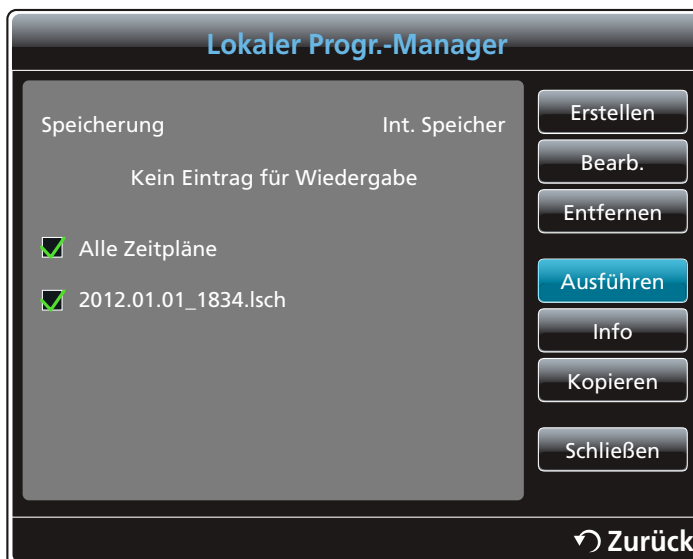 Lokaler Progr.-Manager
Speicherung Int. Speicher
Kein Eintrag für Wiedergabe
Alle Zeitpläne
2012.01.01_1834.lsch
Erstellen
Bearb.
Entfernen
Ausführen
Info
Kopieren
Schließen
Zurück